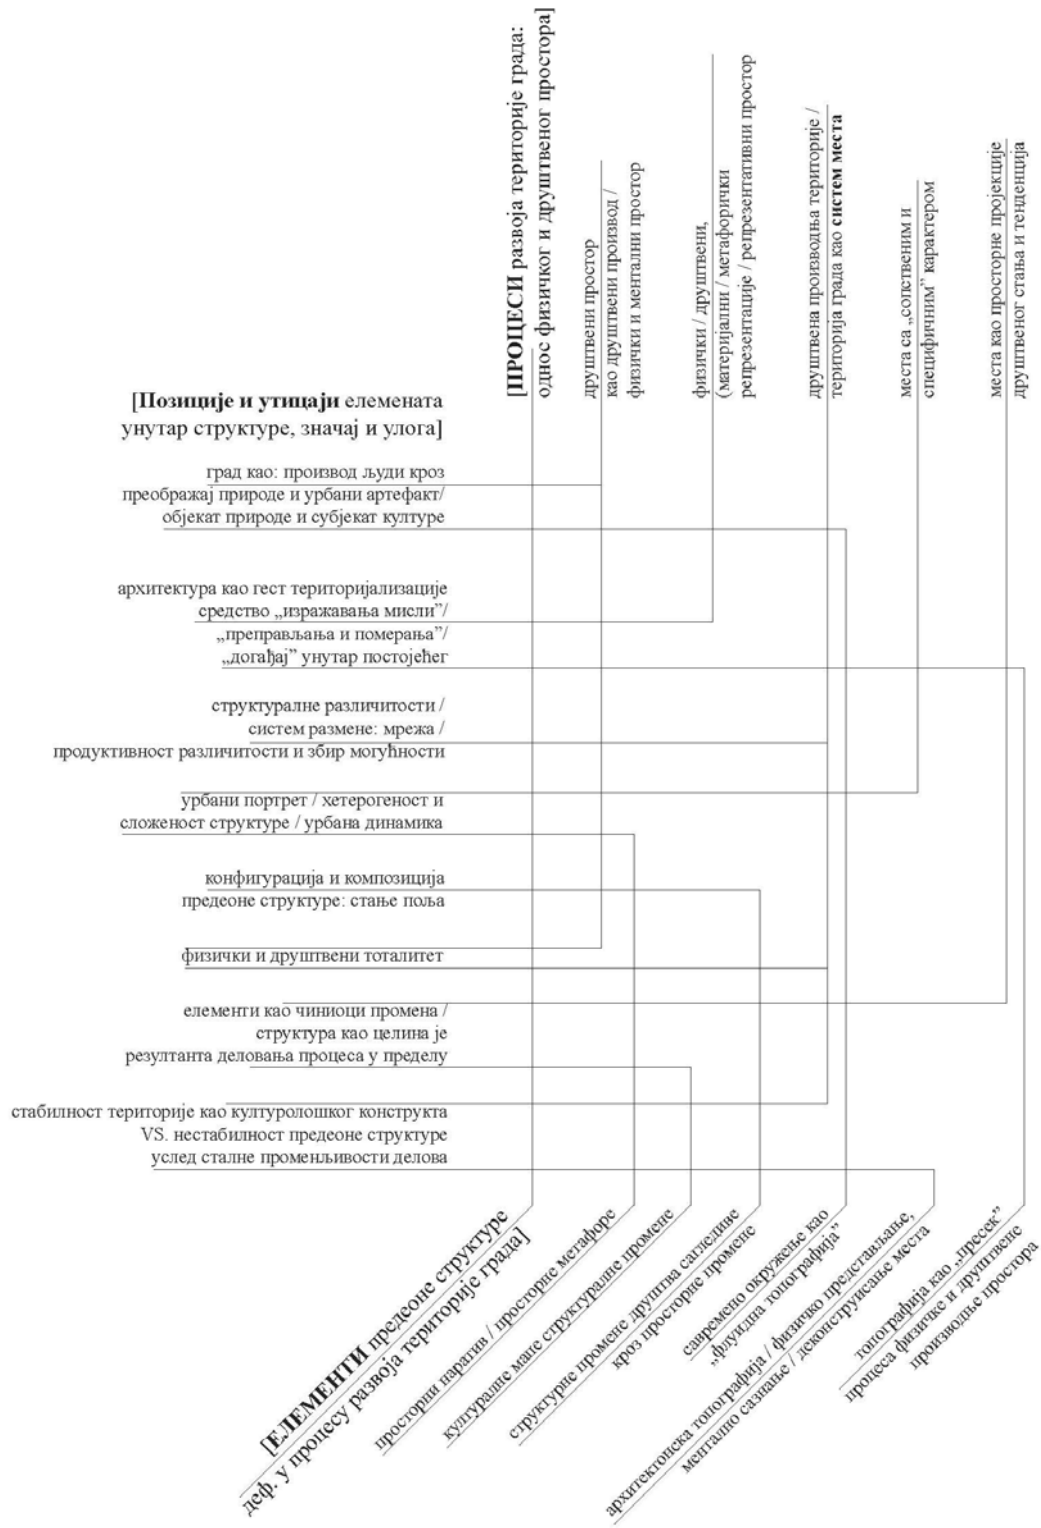 [ПРОЦЕСИ развоја територије града:
однос физичког и друштвеног простора]
друштвени простор
као друштвени производ /
физички и ментални простор
физички / друштвени,
(материјални / метафорички
репрезентације / репрезентативни простор
друштвена производња територије /
територија града као систем места
места са „сопственим и
специфичним” карактером
места као просторне пројекције
друштвеног стања и тенденција
[Позиције и утицаји елемената
унутар структуре, значај и улога]
град као: производ људи кроз
преображај природе и урбани артефакт/
објекат природе и субјекат културе
архитектура као гест територијализације
средство „изражавања мисли”/
„преправљања и померања”/
„догађај” унутар постојећег
структуралне различитости /
систем размене: мрежа /
продуктивност различитости и збир могућности
урбани портрет / хетерогеност и
сложеност структуре / урбана динамика
конфигурација и композиција
предеоне структуре: стање поља
физички и друштвени тоталитет
елементи као чиниоци промена /
структура као целина је
резултанта деловања процеса у пределу
стабилност територије као културолошког конструкта
VS. нестабилност предеоне структуре
услед сталне променљивости делова
[ЕЛЕМЕНТИ предеоне структуре
деф. у процесу развоја територије града]
просторни наратив / просторне метафоре
културалне мапе структуралне промене
структурне промене друштва сагледиве
кроз просторне промене
савремено окружење као
„флуидна топографија”
архитектонска топографија / физичко представљање,
ментално сазнање / деконструисање места
топографија као „пресек”
процеса физичке и друштвене
производње простора